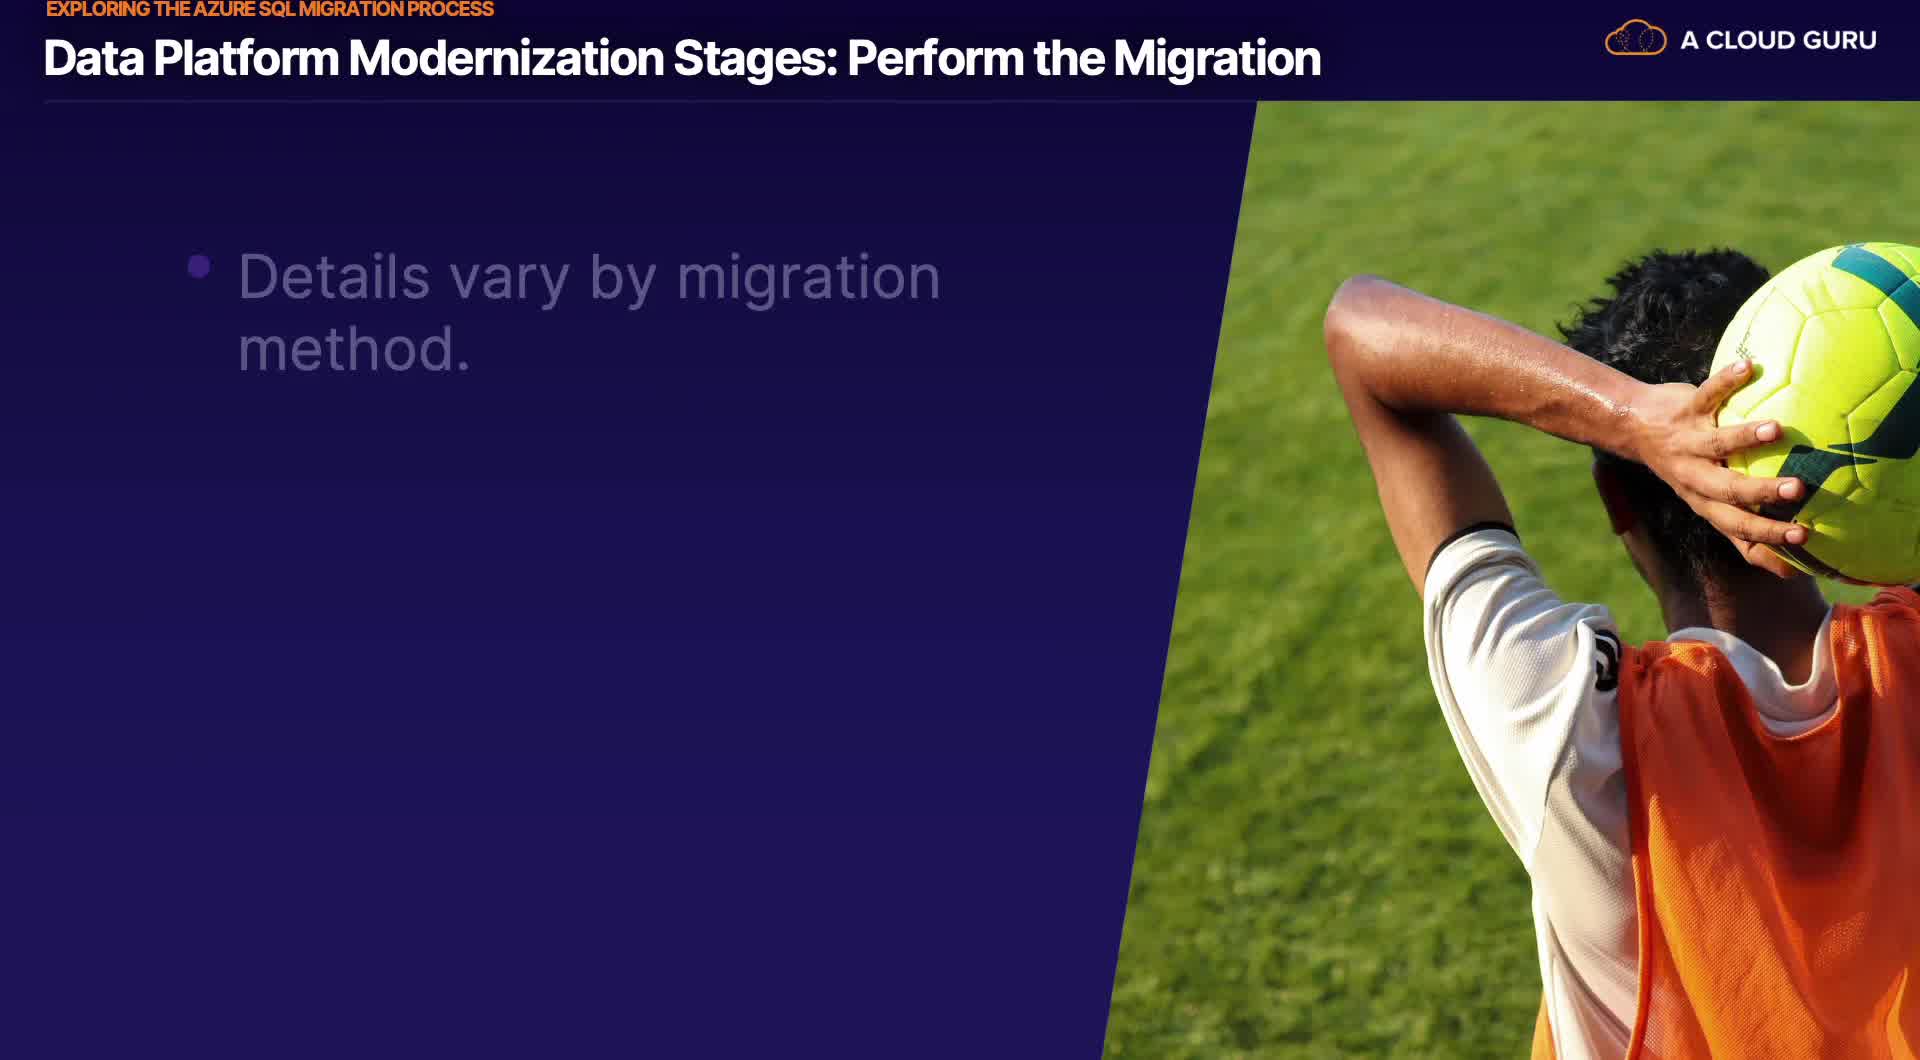 EXPLORING THE AZURE SQL MIGRATION PROCESS
Data Platform Modernization Stages: Perform the Migration
A CLOUD GURU
Details vary by migration
method.